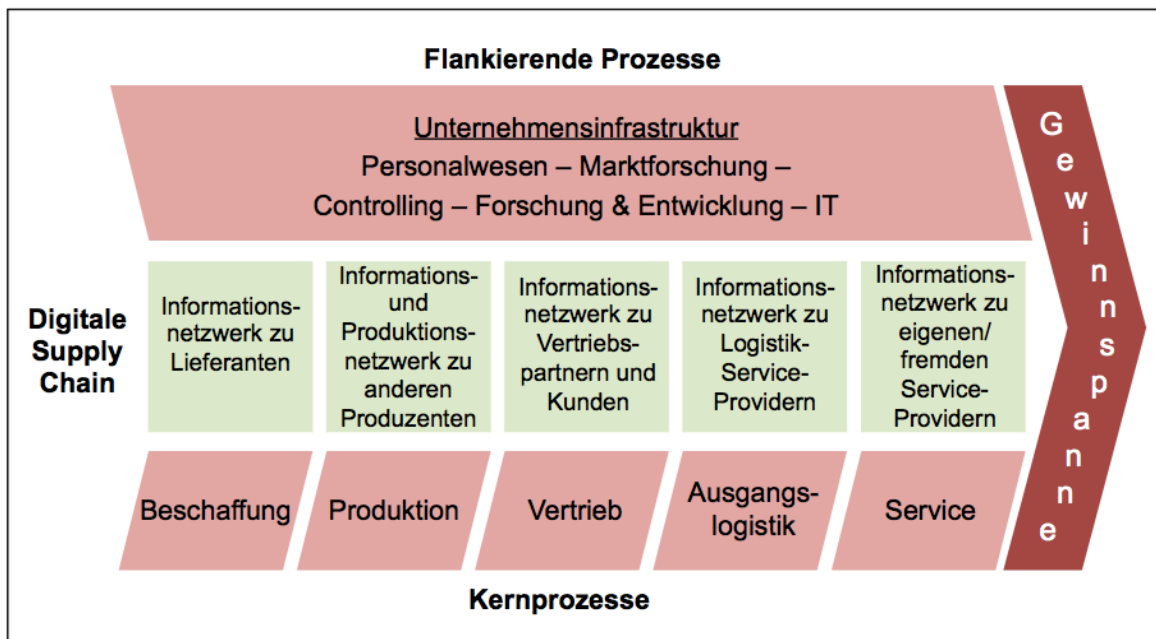 Flankierende Prozesse
Unternehmensinfrastruktur
Personalwesen – Marktforschung –
Controlling – Forschung & Entwicklung – IT
Digitale
Supply
Chain
Informations-
netzwerk zu
Lieferanten
Informations-
und
Produktions-
netzwerk zu
anderen
Produzenten
Informations-
netzwerk zu
Vertriebs-
partnern und
Kunden
Informations-
netzwerk zu
Logistik-
Service-
Providern
Informations-
netzwerk zu
eigenen/
fremden
Service-
Providern
Beschaffung
Produktion
Vertrieb
Ausgangs-
logistik
Service
Kernprozesse
Gewinnspanne